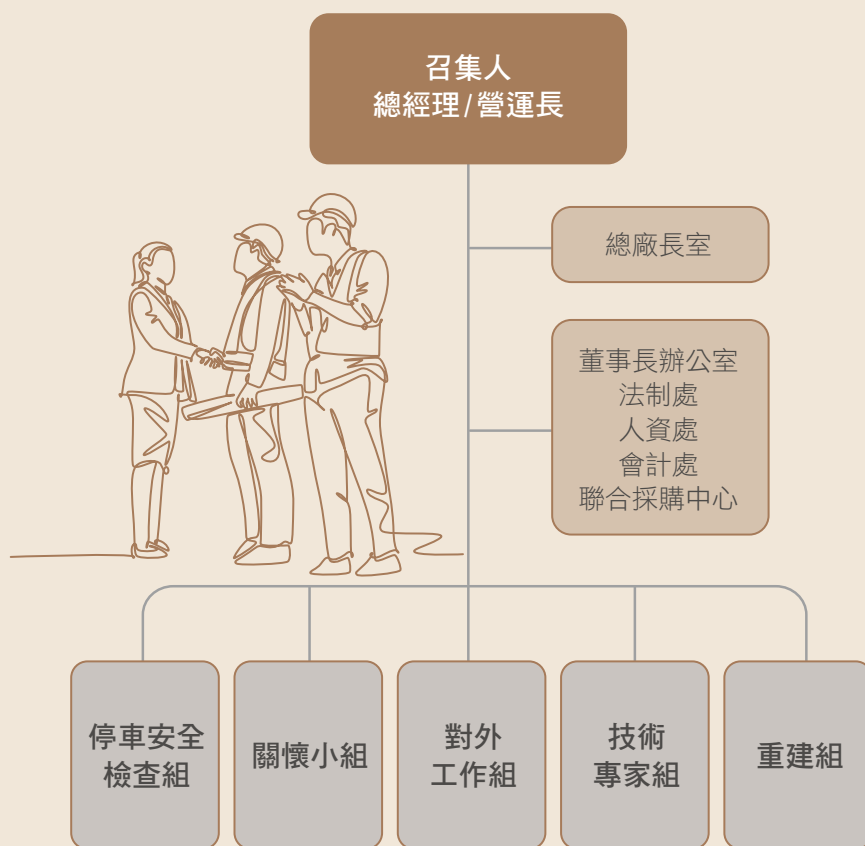 召集人
總經理/營運長
總廠長室
董事長辦公室
法制處
人資處
會計處
聯合採購中心
停車安全
檢查組
關懷小組
對外
工作組
技術
專家組
重建組